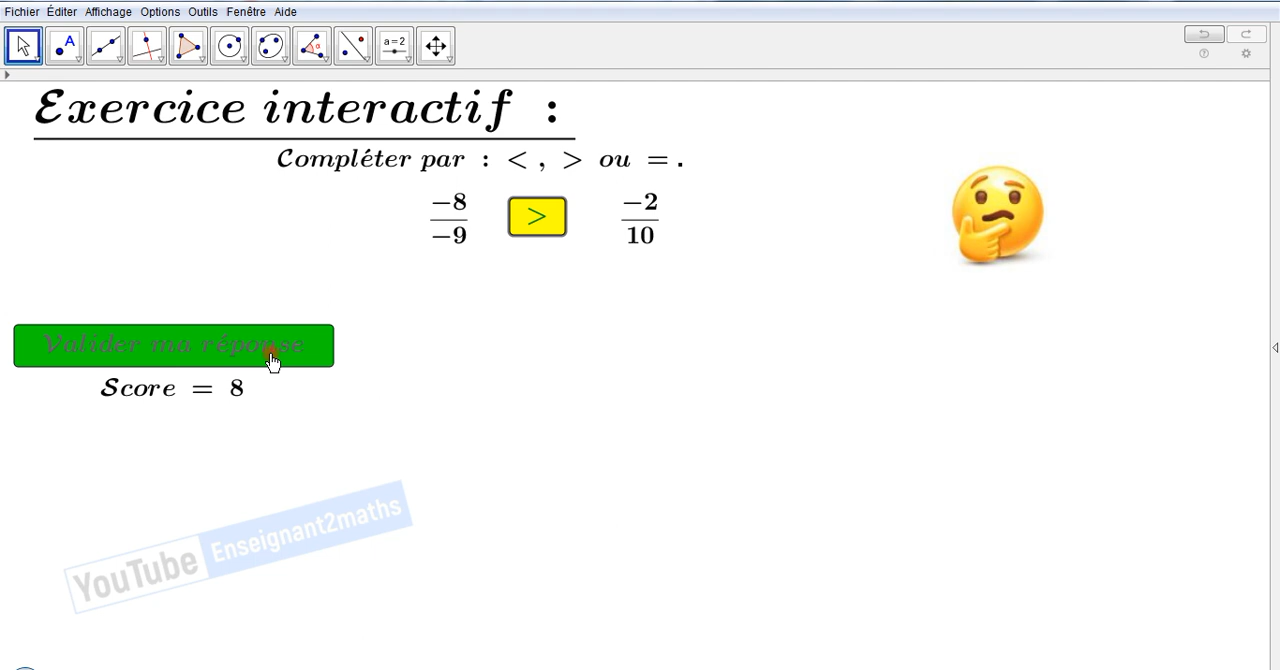 Fichier Éditer Affichage Options Outils Fenêtre Aide
A
α
a=2
Exercice interactif :
Compléter par : < , > ou = .
−8
−9
>
−2
10
Valider ma réponse
Score = 8
YouTube Enseignant2maths